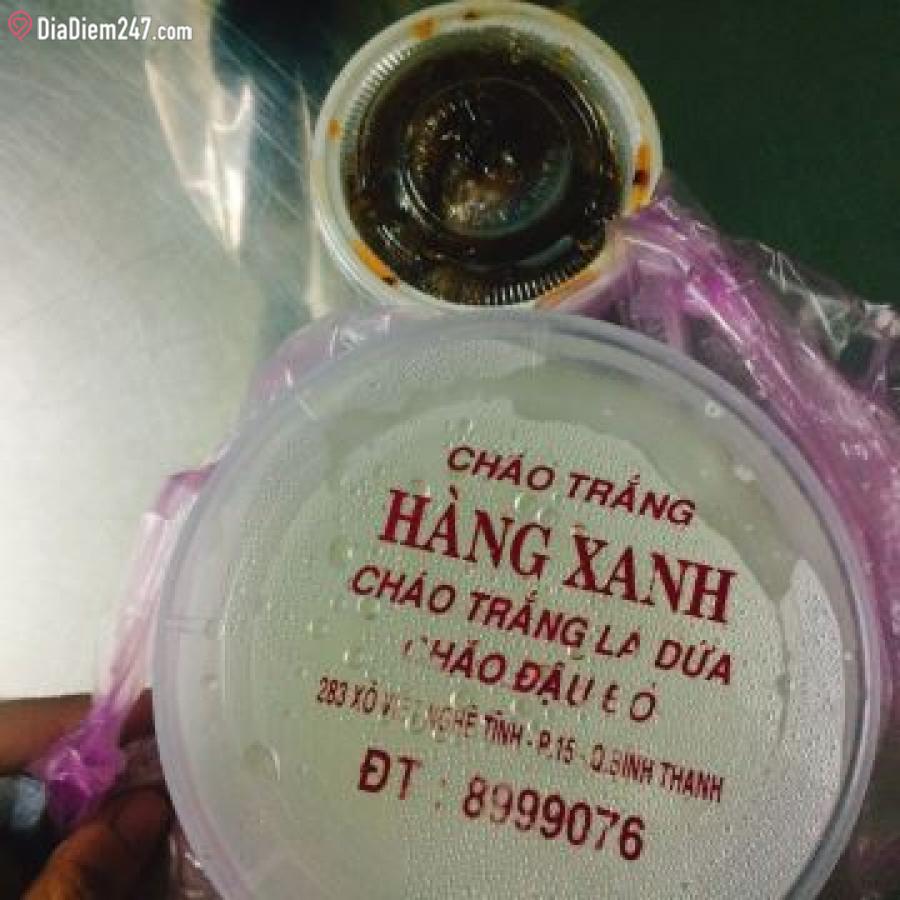 DiaDiem247.com
CHÁO TRẮNG
HÀNG XANH
CHÁO TRẮNG LA DỨA
CHÁO ĐẬU ĐỎ
283 XÔ VIẾT NGHỆ TĨNH - P.15 - Q.BÌNH THẠNH
ĐT : 8999076